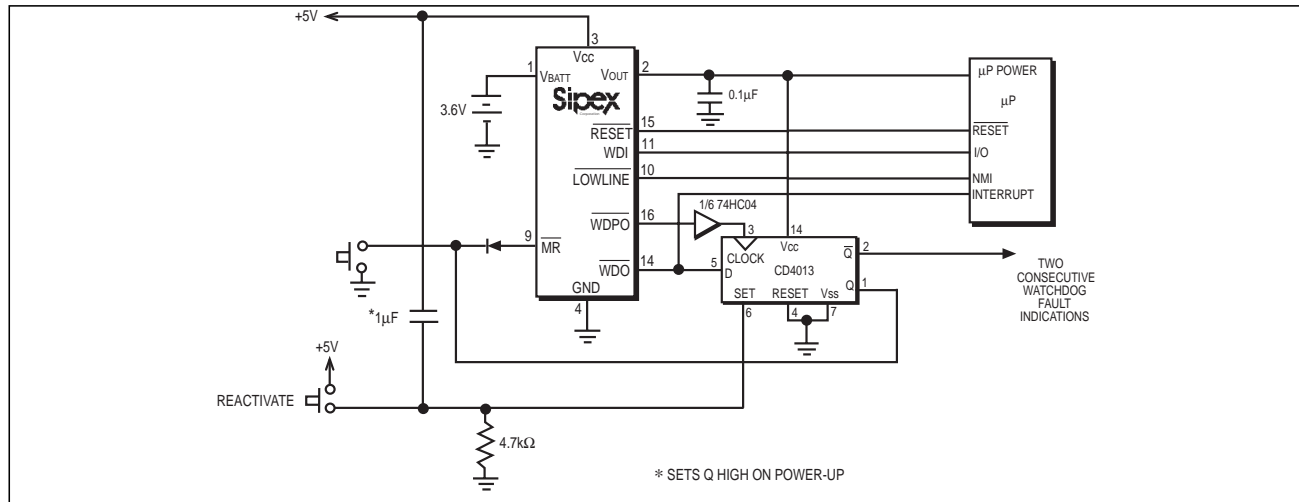 +5V
3
VCC
1
VBATT
VOUT
2
Sipex
3.6V
0.1µF
µP POWER
µP
RESET
15
RESET
WDI
11
I/O
LOWLINE
10
NMI
INTERRUPT
1/6 74HC04
WDPO
16
3
14
VCC
9
MR
CLOCK
Q
2
WDO
14
5
D
CD4013
Q
1
TWO
CONSECUTIVE
WATCHDOG
FAULT
INDICATIONS
GND
4
SET
RESET
VSS
6
4
7
*1µF
+5V
REACTIVATE
4.7kΩ
* SETS Q HIGH ON POWER-UP